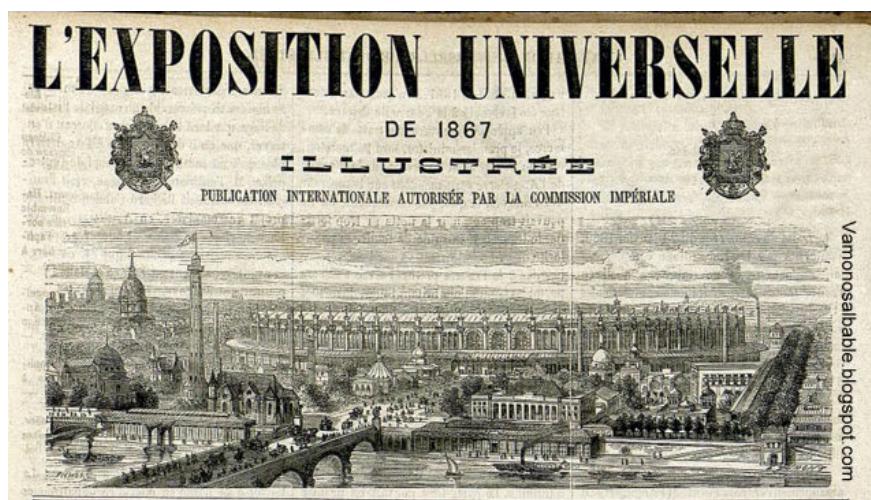 L'EXPOSITION UNIVERSELLE
DE 1867
ILLUSTRÉE
PUBLICATION INTERNATIONALE AUTORISÉE PAR LA COMMISSION IMPÉRIALE
Vamonosalbable.blogspot.com